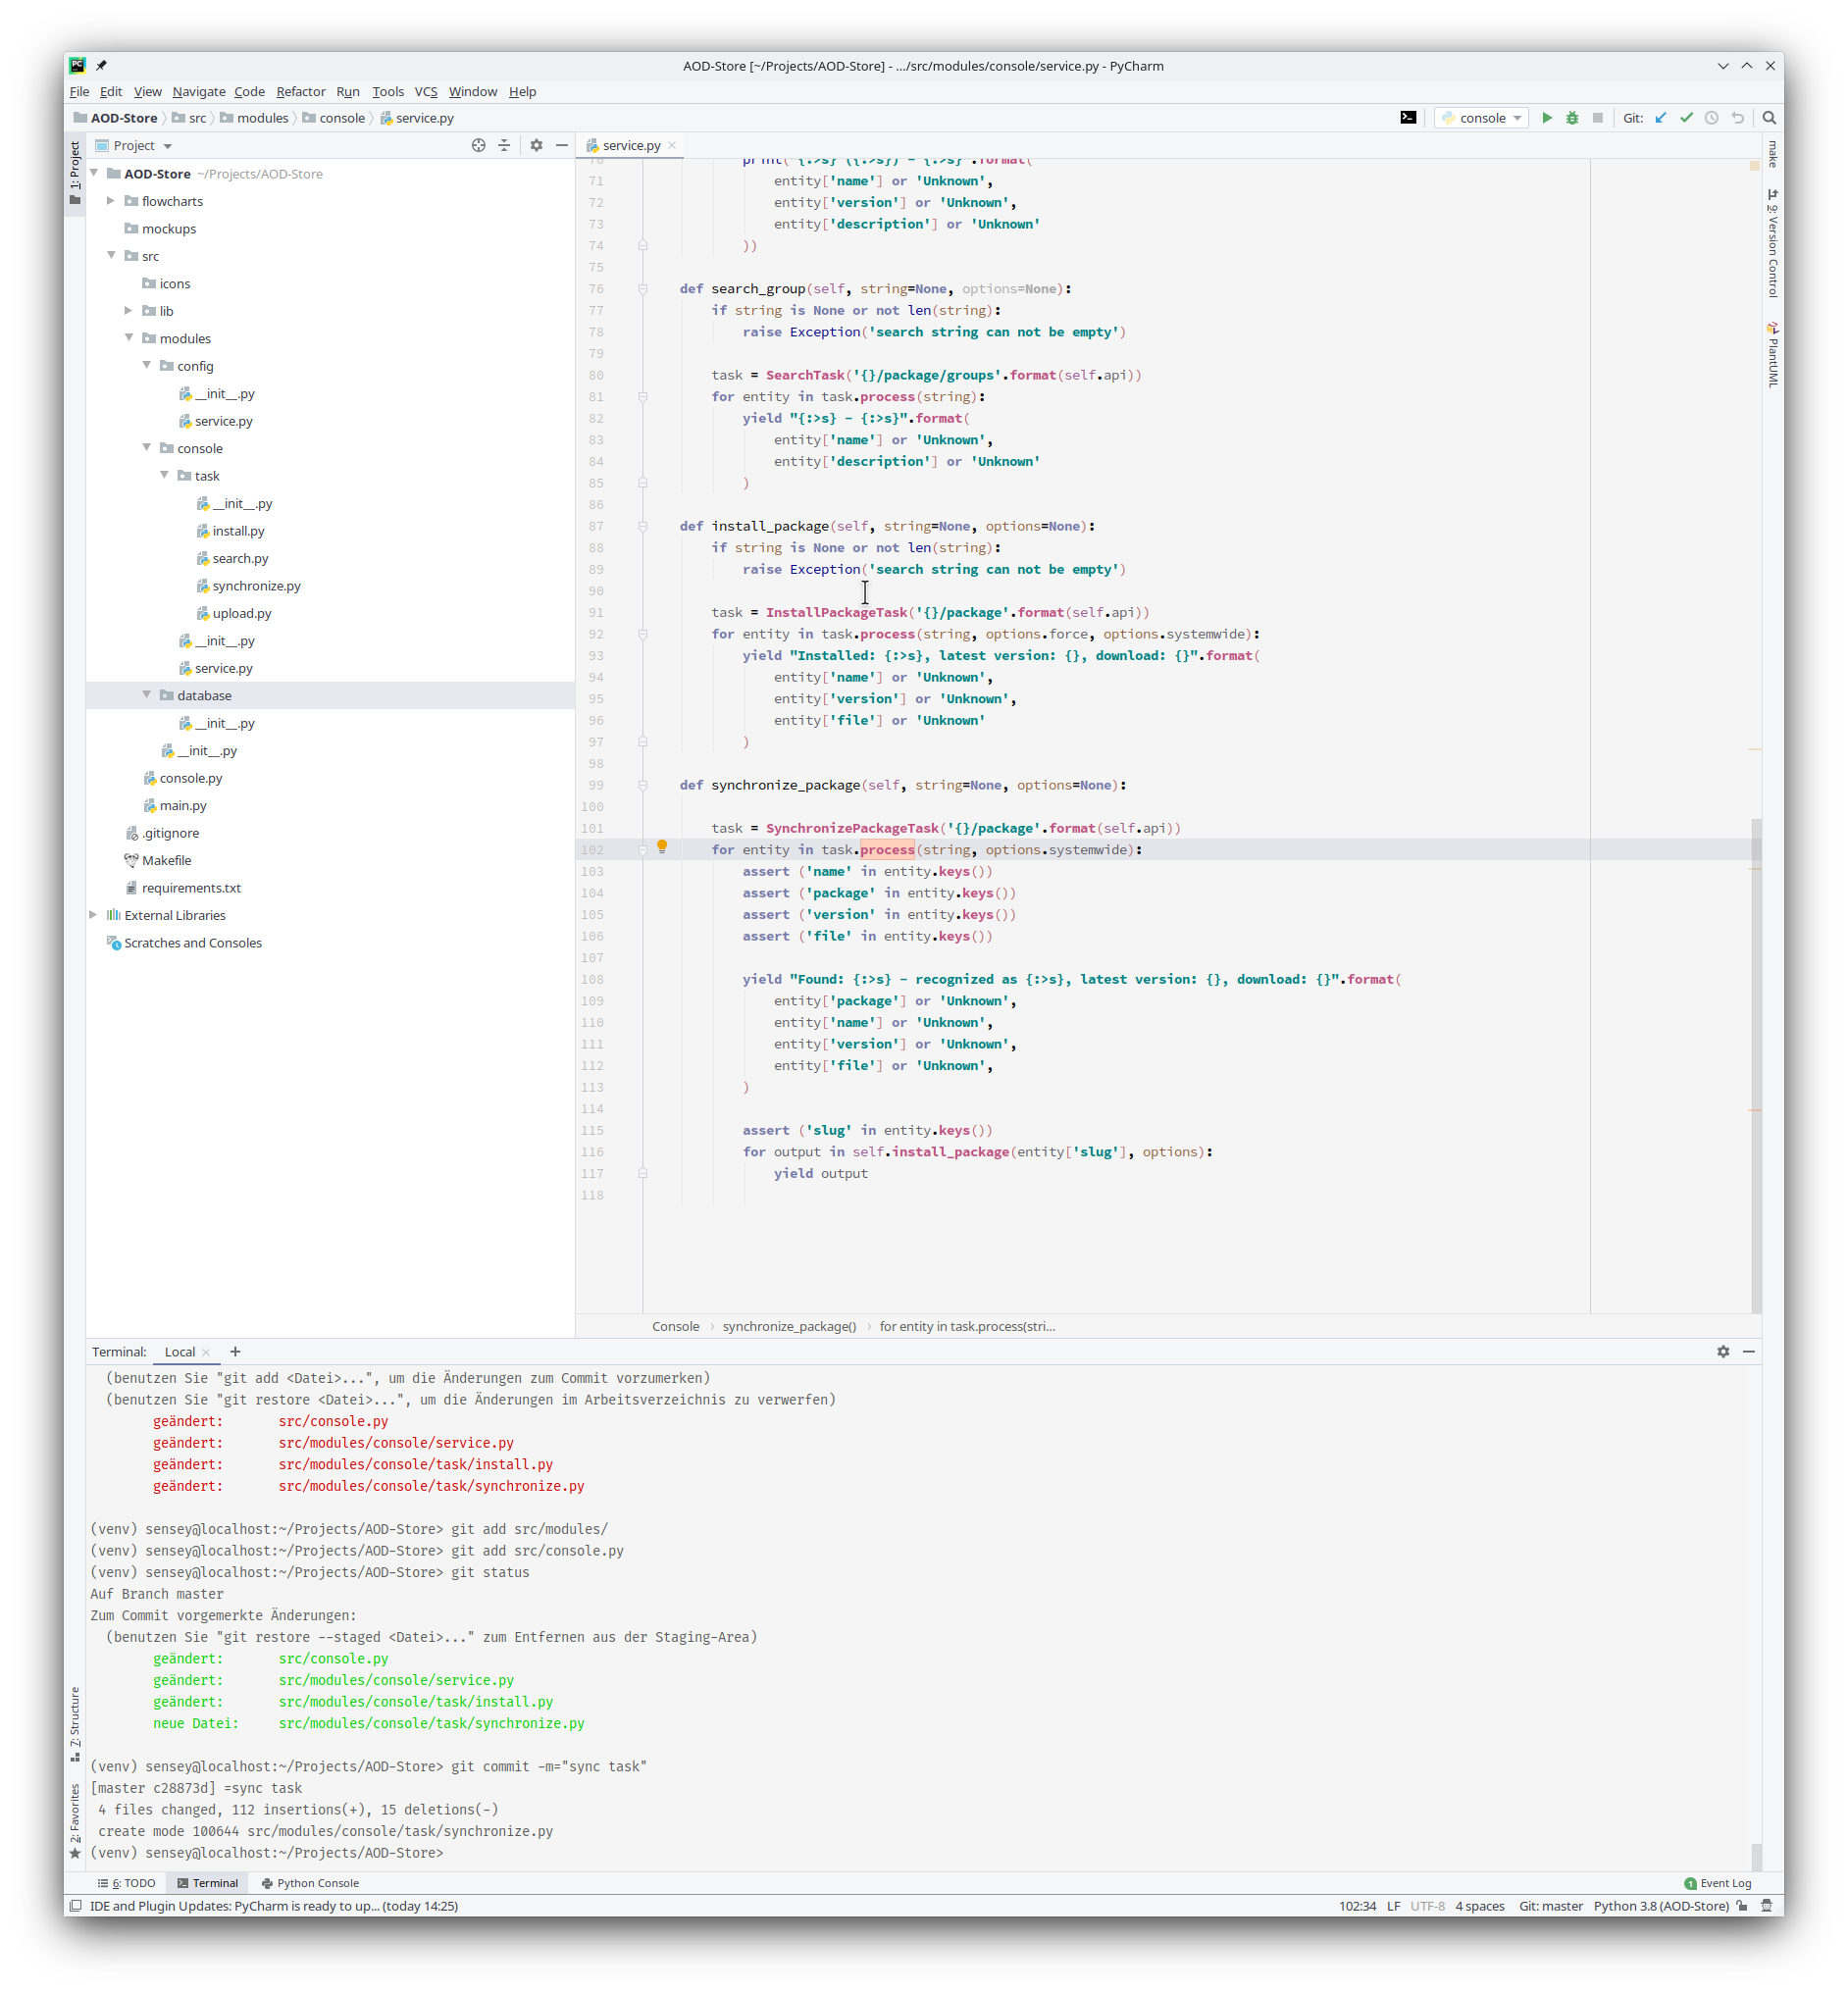 AOD-Store [~/Projects/AOD-Store] - .../src/modules/console/service.py - PyCharm
File Edit View Navigate Code Refactor Run Tools VCS Window Help
AOD-Store src modules console service.py
console
Git:
1: Project
Project
AOD-Store ~/Projects/AOD-Store
flowcharts
mockups
src
icons
lib
modules
config
__init__.py
service.py
console
task
__init__.py
install.py
search.py
synchronize.py
upload.py
__init__.py
service.py
database
__init__.py
__init__.py
console.py
main.py
.gitignore
Makefile
requirements.txt
External Libraries
Scratches and Consoles
service.py
70 print("{:>s} ({:>s}) - {:>s}".format(
71 entity['name'] or 'Unknown',
72 entity['version'] or 'Unknown',
73 entity['description'] or 'Unknown'
74 ))
75
76 def search_group(self, string=None, options=None):
77 if string is None or not len(string):
78 raise Exception('search string can not be empty')
79
80 task = SearchTask('{}/package/groups'.format(self.api))
81 for entity in task.process(string):
82 yield "{:>s} - {:>s}".format(
83 entity['name'] or 'Unknown',
84 entity['description'] or 'Unknown'
85 )
86
87 def install_package(self, string=None, options=None):
88 if string is None or not len(string):
89 raise Exception('search string can not be empty')
90
91 task = InstallPackageTask('{}/package'.format(self.api))
92 for entity in task.process(string, options.force, options.systemwide):
93 yield "Installed: {:>s}, latest version: {}, download: {}".format(
94 entity['name'] or 'Unknown',
95 entity['version'] or 'Unknown',
96 entity['file'] or 'Unknown'
97 )
98
99 def synchronize_package(self, string=None, options=None):
100
101 task = SynchronizePackageTask('{}/package'.format(self.api))
102 for entity in task.process(string, options.systemwide):
103 assert ('name' in entity.keys())
104 assert ('package' in entity.keys())
105 assert ('version' in entity.keys())
106 assert ('file' in entity.keys())
107
108 yield "Found: {:>s} - recognized as {:>s}, latest version: {}, download: {}".format(
109 entity['package'] or 'Unknown',
110 entity['name'] or 'Unknown',
111 entity['version'] or 'Unknown',
112 entity['file'] or 'Unknown',
113 )
114
115 assert ('slug' in entity.keys())
116 for output in self.install_package(entity['slug'], options):
117 yield output
118
Console synchronize_package() for entity in task.process(stri...
make
9: Version Control
PlantUML
Terminal: Local
(benutzen Sie "git add <Datei>...", um die Änderungen zum Commit vorzumerken)
(benutzen Sie "git restore <Datei>...", um die Änderungen im Arbeitsverzeichnis zu verwerfen)
geändert: src/console.py
geändert: src/modules/console/service.py
geändert: src/modules/console/task/install.py
geändert: src/modules/console/task/synchronize.py
(venv) sensey@localhost:~/Projects/AOD-Store> git add src/modules/
(venv) sensey@localhost:~/Projects/AOD-Store> git add src/console.py
(venv) sensey@localhost:~/Projects/AOD-Store> git status
Auf Branch master
Zum Commit vorgemerkte Änderungen:
(benutzen Sie "git restore --staged <Datei>..." zum Entfernen aus der Staging-Area)
geändert: src/console.py
geändert: src/modules/console/service.py
geändert: src/modules/console/task/install.py
neue Datei: src/modules/console/task/synchronize.py
(venv) sensey@localhost:~/Projects/AOD-Store> git commit -m="sync task"
[master c28873d] =sync task
4 files changed, 112 insertions(+), 15 deletions(-)
create mode 100644 src/modules/console/task/synchronize.py
(venv) sensey@localhost:~/Projects/AOD-Store>
7: Structure
2: Favorites
6: TODO Terminal Python Console
1 Event Log
IDE and Plugin Updates: PyCharm is ready to up... (today 14:25)
102:34 LF UTF-8 4 spaces Git: master Python 3.8 (AOD-Store)